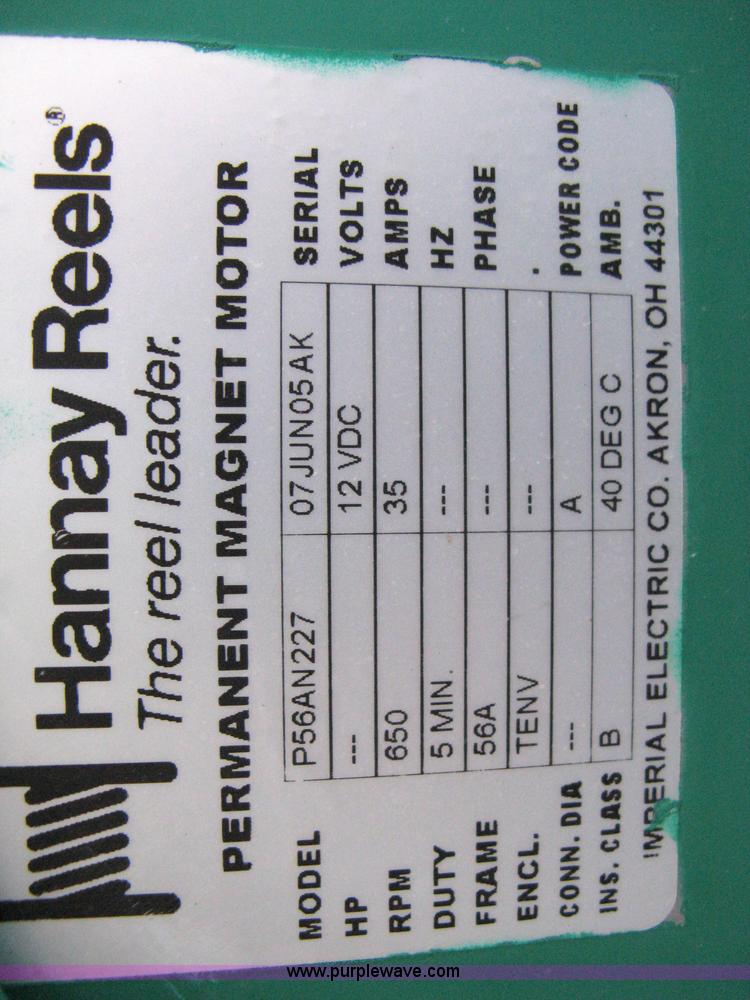 Hannay Reels®
The reel leader.
PERMANENT MAGNET MOTOR
MODEL P56AN227 07JUN05AK SERIAL
HP --- 12 VDC VOLTS
RPM 650 35 AMPS
DUTY 5 MIN. --- HZ
FRAME 56A --- PHASE
ENCL. TENV --- .
CONN. DIA --- A POWER CODE
INS. CLASS B 40 DEG C AMB.
IMPERIAL ELECTRIC CO. AKRON, OH 44301
www.purplewave.com